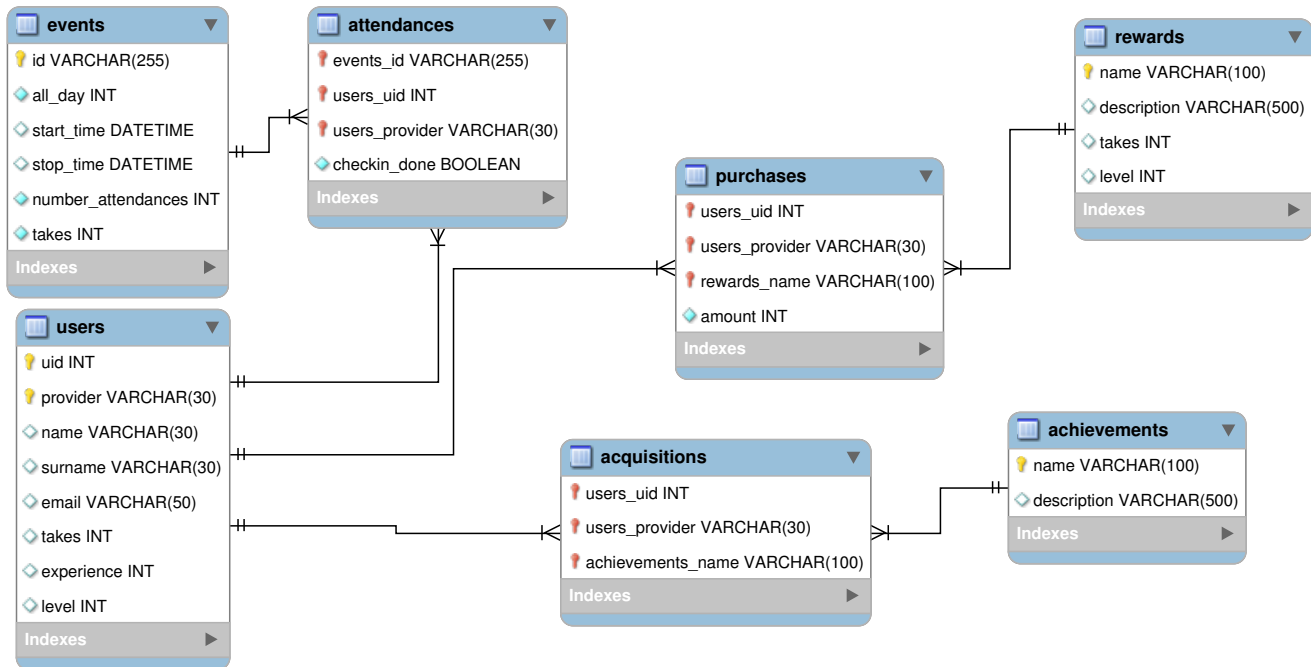 events
id VARCHAR(255)
all_day INT
start_time DATETIME
stop_time DATETIME
number_attendances INT
takes INT
Indexes
attendances
events_id VARCHAR(255)
users_uid INT
users_provider VARCHAR(30)
checkin_done BOOLEAN
Indexes
rewards
name VARCHAR(100)
description VARCHAR(500)
takes INT
level INT
Indexes
purchases
users_uid INT
users_provider VARCHAR(30)
rewards_name VARCHAR(100)
amount INT
Indexes
users
uid INT
provider VARCHAR(30)
name VARCHAR(30)
surname VARCHAR(30)
email VARCHAR(50)
takes INT
experience INT
level INT
Indexes
acquisitions
users_uid INT
users_provider VARCHAR(30)
achievements_name VARCHAR(100)
Indexes
achievements
name VARCHAR(100)
description VARCHAR(500)
Indexes